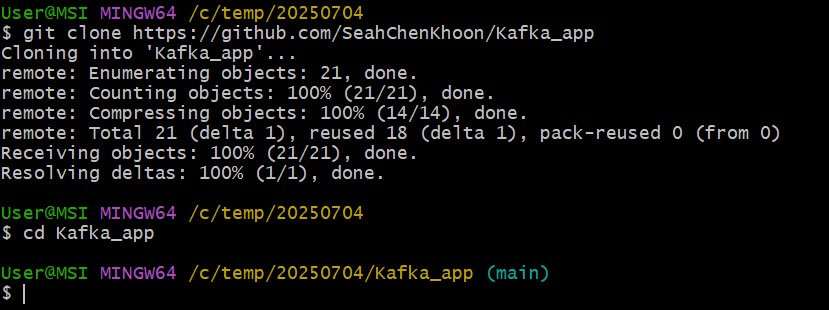 User@MSI MINGW64 /c/temp/20250704
$ git clone https://github.com/SeahChenKhoon/Kafka_app
Cloning into 'Kafka_app'...
remote: Enumerating objects: 21, done.
remote: Counting objects: 100% (21/21), done.
remote: Compressing objects: 100% (14/14), done.
remote: Total 21 (delta 1), reused 18 (delta 1), pack-reused 0 (from 0)
Receiving objects: 100% (21/21), done.
Resolving deltas: 100% (1/1), done.
User@MSI MINGW64 /c/temp/20250704
$ cd Kafka_app
User@MSI MINGW64 /c/temp/20250704/Kafka_app (main)
$